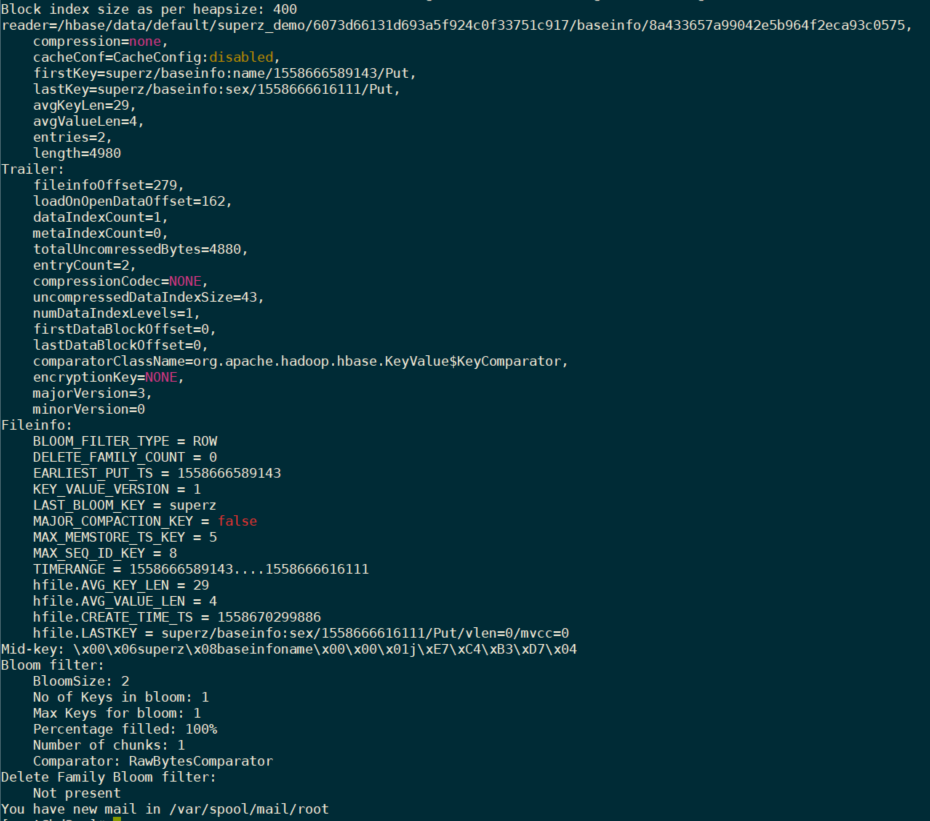 Block index size as per heapsize: 400
reader=/hbase/data/default/superz_demo/6073d66131d693a5f924c0f33751c917/baseinfo/8a433657a99042e5b964f2eca93c0575,
compression=none,
cacheConf=CacheConfig:disabled,
firstKey=superz/baseinfo:name/1558666589143/Put,
lastKey=superz/baseinfo:sex/1558666616111/Put,
avgKeyLen=29,
avgValueLen=4,
entries=2,
length=4980
Trailer:
fileinfoOffset=279,
loadOnOpenDataOffset=162,
dataIndexCount=1,
metaIndexCount=0,
totalUncomressedBytes=4880,
entryCount=2,
compressionCodec=NONE,
uncompressedDataIndexSize=43,
numDataIndexLevels=1,
firstDataBlockOffset=0,
lastDataBlockOffset=0,
comparatorClassName=org.apache.hadoop.hbase.KeyValue$KeyComparator,
encryptionKey=NONE,
majorVersion=3,
minorVersion=0
Fileinfo:
BLOOM_FILTER_TYPE = ROW
DELETE_FAMILY_COUNT = 0
EARLIEST_PUT_TS = 1558666589143
KEY_VALUE_VERSION = 1
LAST_BLOOM_KEY = superz
MAJOR_COMPACTION_KEY = false
MAX_MEMSTORE_TS_KEY = 5
MAX_SEQ_ID_KEY = 8
TIMERANGE = 1558666589143....1558666616111
hfile.AVG_KEY_LEN = 29
hfile.AVG_VALUE_LEN = 4
hfile.CREATE_TIME_TS = 1558670299886
hfile.LASTKEY = superz/baseinfo:sex/1558666616111/Put/vlen=0/mvcc=0
Mid-key: \x00\x06superz\x08baseinfoname\x00\x00\x01j\xE7\xC4\xB3\xD7\x04
Bloom filter:
BloomSize: 2
No of Keys in bloom: 1
Max Keys for bloom: 1
Percentage filled: 100%
Number of chunks: 1
Comparator: RawBytesComparator
Delete Family Bloom filter:
Not present
You have new mail in /var/spool/mail/root